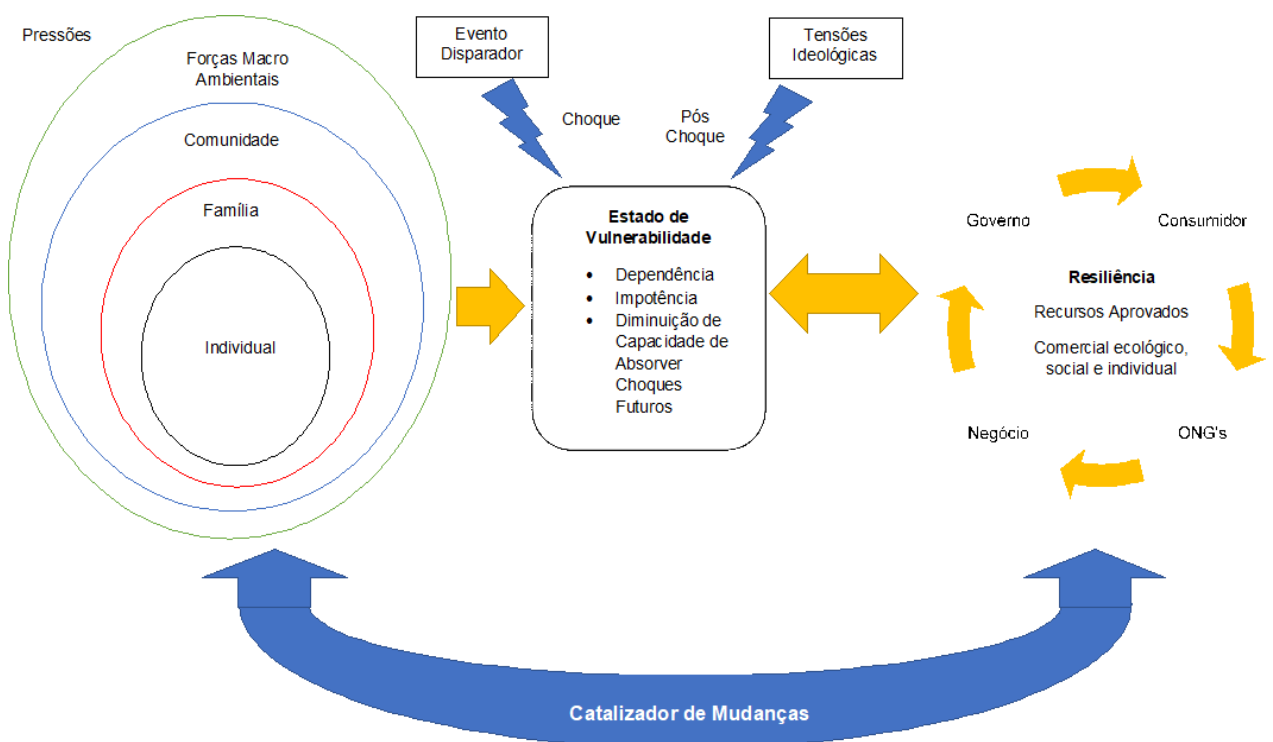 Pressões
Forças Macro
Ambientais
Comunidade
Família
Individual
Evento
Disparador
Choque
Tensões
Ideológicas
Pós
Choque
Estado de
Vulnerabilidade
• Dependência
• Impotência
• Diminuição de
Capacidade de
Absorver
Choques
Futuros
Governo
Consumidor
Resiliência
Recursos Aprovados
Comercial ecológico,
social e individual
Negócio
ONG's
Catalizador de Mudanças